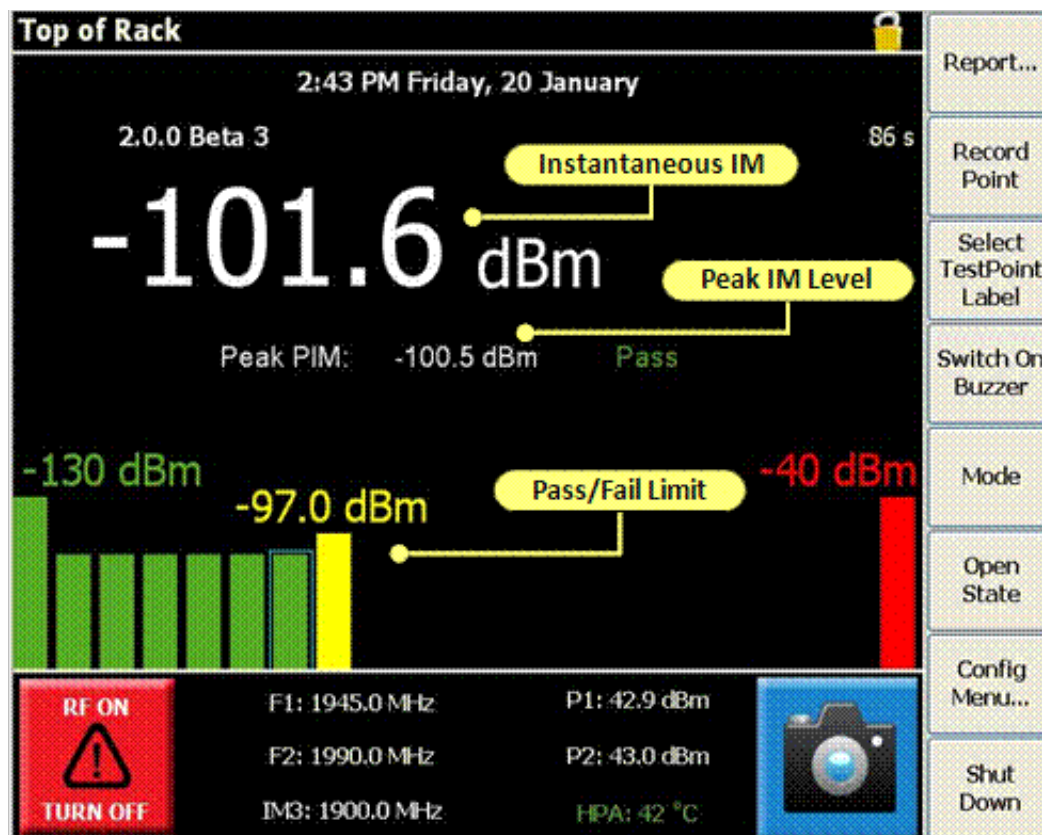 Top of Rack
2:43 PM Friday, 20 January
2.0.0 Beta 3
86 s
Instantaneous IM
-101.6 dBm
Peak IM Level
Peak PIM: -100.5 dBm Pass
-130 dBm
-97.0 dBm
Pass/Fail Limit
-40 dBm
RF ON
TURN OFF
F1: 1945.0 MHz
P1: 42.9 dBm
F2: 1990.0 MHz
P2: 43.0 dBm
IM3: 1900.0 MHz
HPA: 42 °C
Report...
Record
Point
Select
TestPoint
Label
Switch On
Buzzer
Mode
Open
State
Config
Menu...
Shut
Down